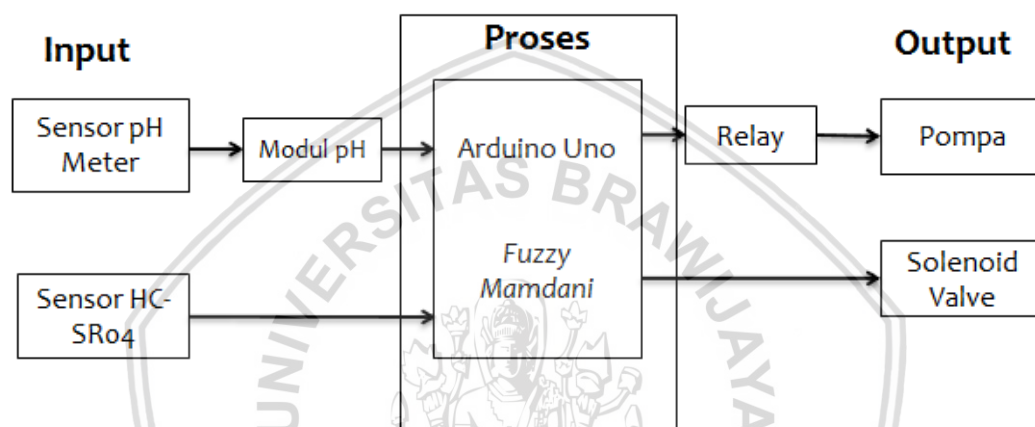 Input
Proses
Output
Sensor pH
Meter
Modul pH
Arduino Uno
Fuzzy
Mamdani
Relay
Pompa
Sensor HC-
SR04
Solenoid
Valve
UNIVERSITAS BRAWIJAYA